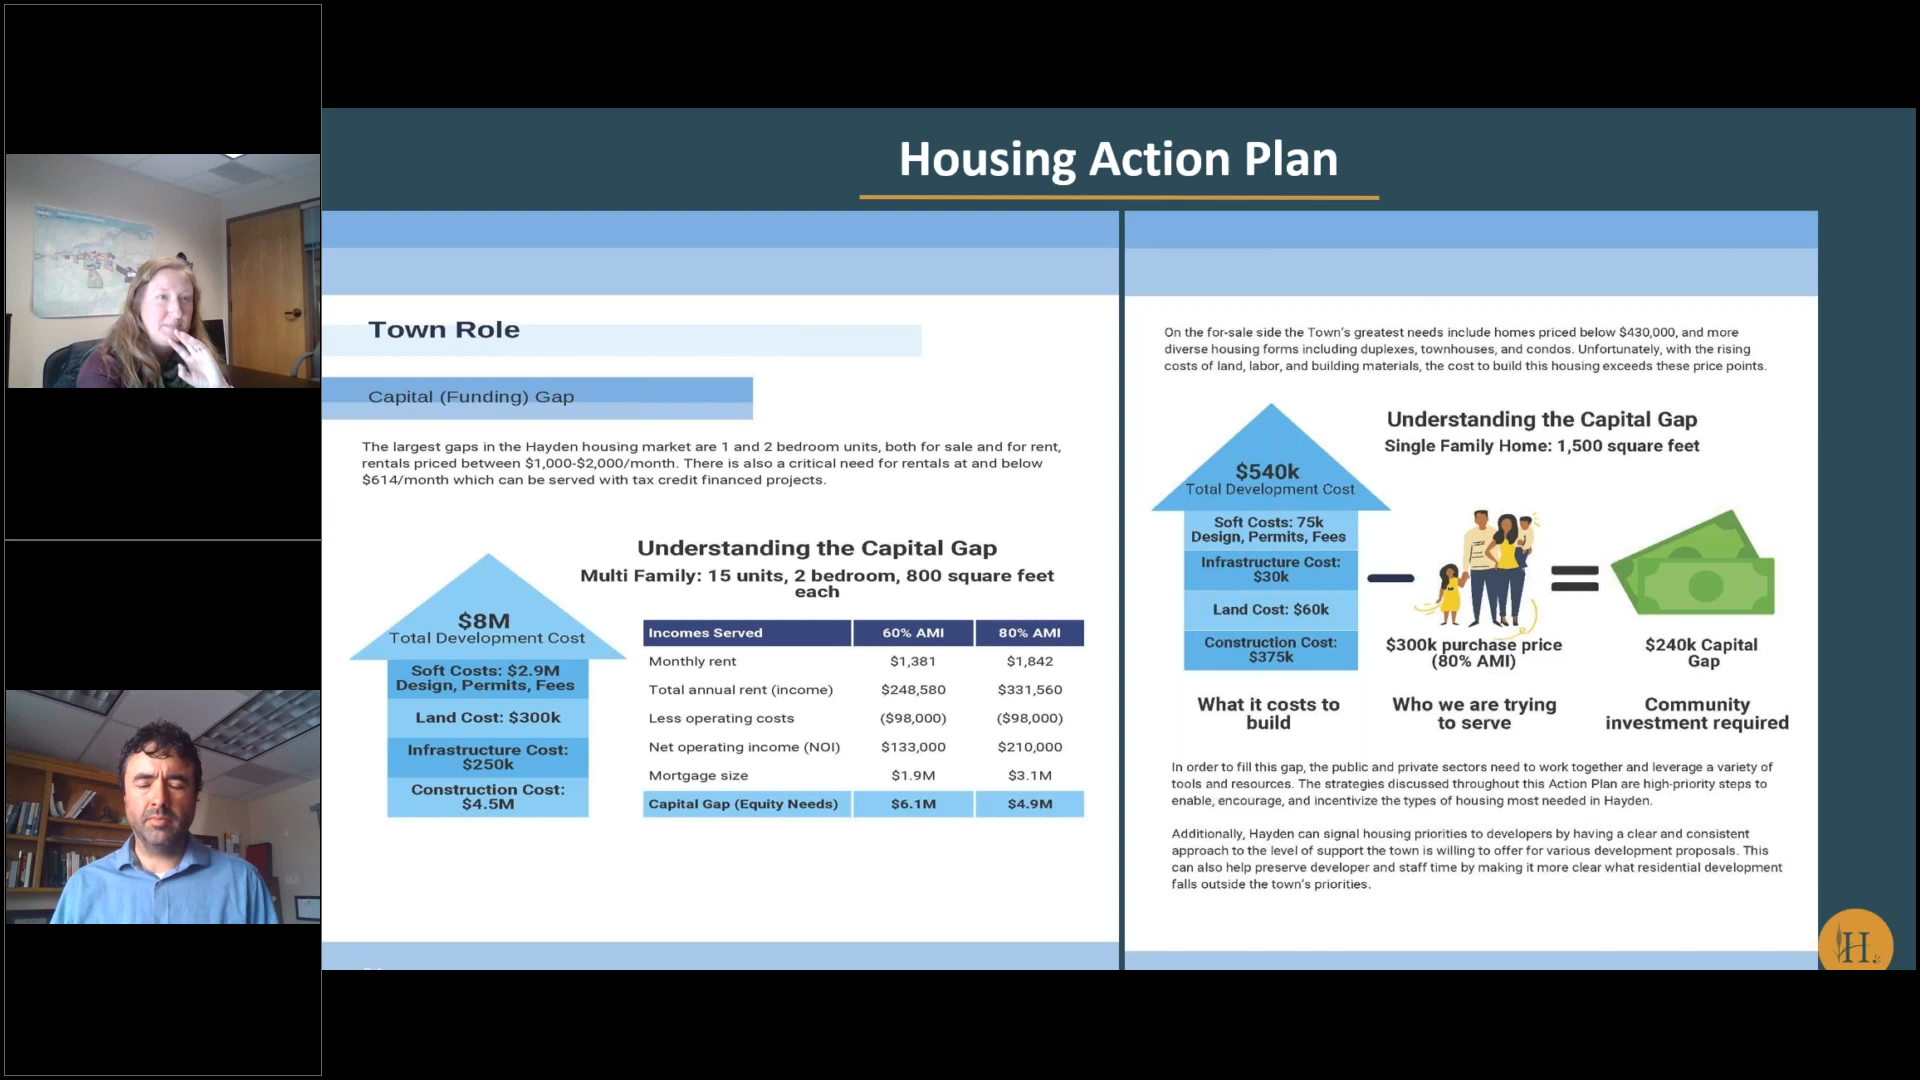 Housing Action Plan
Town Role
Capital (Funding) Gap
The largest gaps in the Hayden housing market are 1 and 2 bedroom units, both for sale and for rent,
rentals priced between $1,000-$2,000/month. There is also a critical need for rentals at and below
$614/month which can be served with tax credit financed projects.
Understanding the Capital Gap
Multi Family: 15 units, 2 bedroom, 800 square feet
each
$8M
Total Development Cost
Soft Costs: $2.9M
Design, Permits, Fees
Land Cost: $300k
Infrastructure Cost:
$250k
Construction Cost:
$4.5M
Incomes Served 60% AMI 80% AMI
Monthly rent $1,381 $1,842
Total annual rent (income) $248,580 $331,560
Less operating costs ($98,000) ($98,000)
Net operating income (NOI) $133,000 $210,000
Mortgage size $1.9M $3.1M
Capital Gap (Equity Needs) $6.1M $4.9M
On the for-sale side the Town's greatest needs include homes priced below $430,000, and more
diverse housing forms including duplexes, townhouses, and condos. Unfortunately, with the rising
costs of land, labor, and building materials, the cost to build this housing exceeds these price points.
Understanding the Capital Gap
Single Family Home: 1,500 square feet
$540k
Total Development Cost
Soft Costs: 75k
Design, Permits, Fees
Infrastructure Cost:
$30k
Land Cost: $60k
Construction Cost:
$375k
$300k purchase price
(80% AMI)
$240k Capital
Gap
What it costs to
build
Who we are trying
to serve
Community
investment required
In order to fill this gap, the public and private sectors need to work together and leverage a variety of
tools and resources. The strategies discussed throughout this Action Plan are high-priority steps to
enable, encourage, and incentivize the types of housing most needed in Hayden.
Additionally, Hayden can signal housing priorities to developers by having a clear and consistent
approach to the level of support the town is willing to offer for various development proposals. This
can also help preserve developer and staff time by making it more clear what residential development
falls outside the town's priorities.
H.